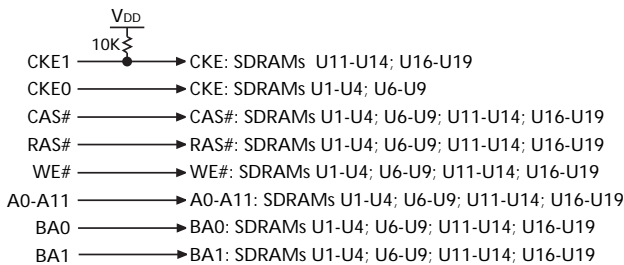 VDD
10K
CKE1 CKE: SDRAMs U11-U14; U16-U19
CKE0 CKE: SDRAMs U1-U4; U6-U9
CAS# CAS#: SDRAMs U1-U4; U6-U9; U11-U14; U16-U19
RAS# RAS#: SDRAMs U1-U4; U6-U9; U11-U14; U16-U19
WE# WE#: SDRAMs U1-U4; U6-U9; U11-U14; U16-U19
A0-A11 A0-A11: SDRAMs U1-U4; U6-U9; U11-U14; U16-U19
BA0 BA0: SDRAMs U1-U4; U6-U9; U11-U14; U16-U19
BA1 BA1: SDRAMs U1-U4; U6-U9; U11-U14; U16-U19